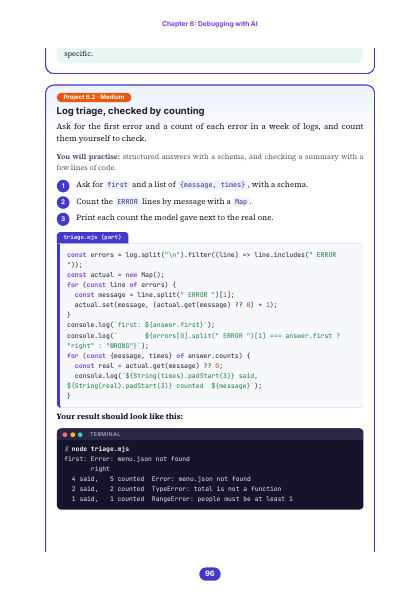 Chapter 6: Debugging with AI
specific.
Project 6.2 · Medium
Log triage, checked by counting
Ask for the first error and a count of each error in a week of logs, and count
them yourself to check.
You will practise: structured answers with a schema, and checking a summary with a
few lines of code.
1 Ask for first and a list of {message, times}, with a schema.
2 Count the ERROR lines by message with a Map.
3 Print each count the model gave next to the real one.
triage.mjs (part)
const errors = log.split("\n").filter((line) => line.includes(" ERROR
"));
const actual = new Map();
for (const line of errors) {
  const message = line.split(" ERROR ")[1];
  actual.set(message, (actual.get(message) ?? 0) + 1);
}
console.log(`first: ${answer.first}`);
console.log(`       ${errors[0].split(" ERROR ")[1] === answer.first ?
"right" : "WRONG"}`);
for (const {message, times} of answer.counts) {
  const real = actual.get(message) ?? 0;
  console.log(`${String(times).padStart(3)} said,
${String(real).padStart(3)} counted  ${message}`);
}
Your result should look like this:
TERMINAL
$ node triage.mjs
first: Error: menu.json not found
       right
  4 said,   5 counted  Error: menu.json not found
  2 said,   2 counted  TypeError: total is not a function
  1 said,   1 counted  RangeError: people must be at least 1
96